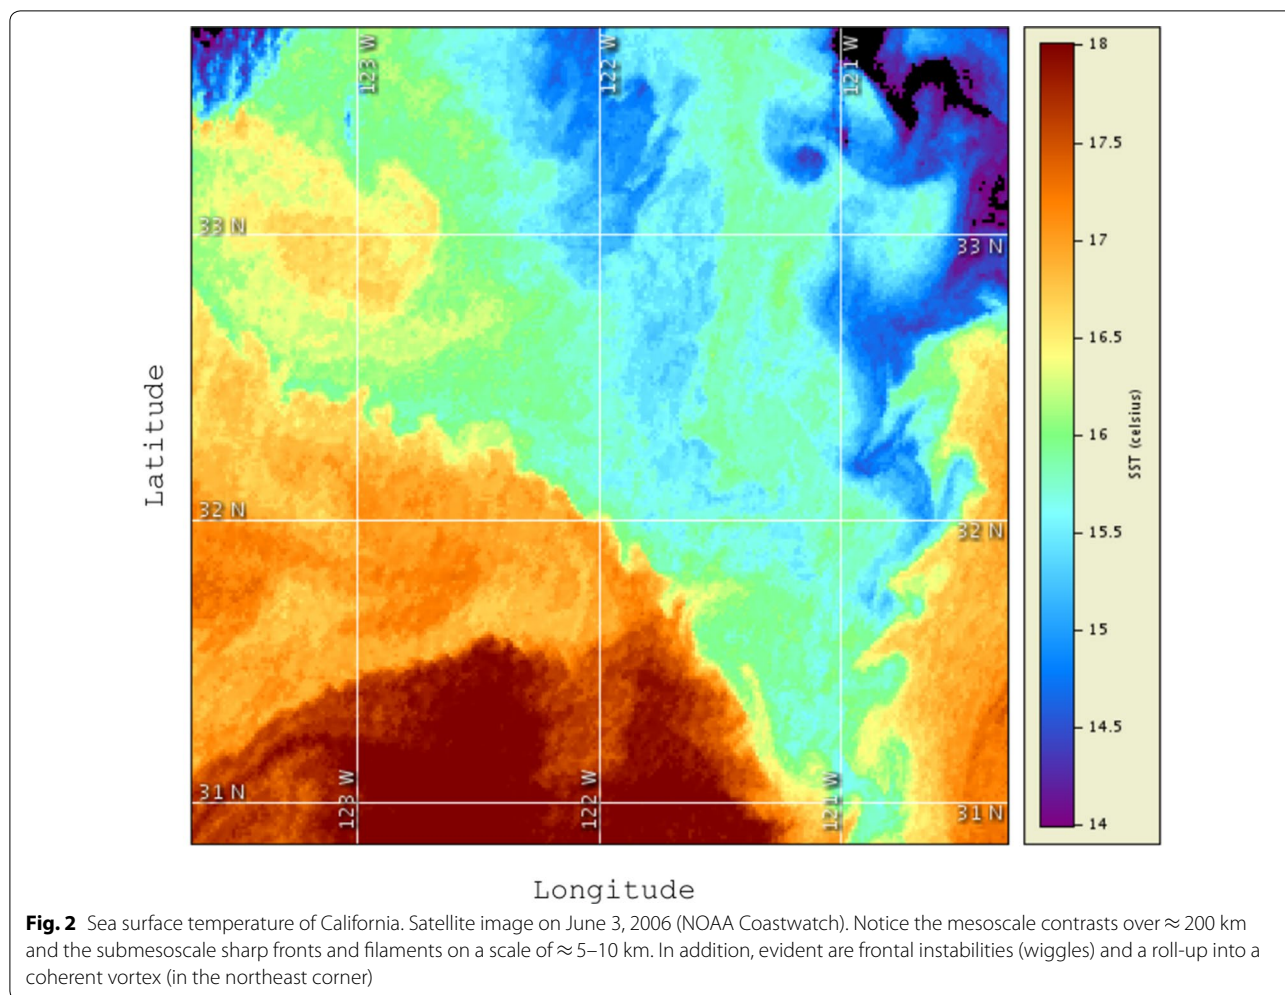 123 W
122 W
121 W
18
17.5
17
16.5
16
15.5
15
14.5
14
SST (celsius)
33 N
33 N
Latitude
32 N
32 N
31 N
31 N
123 W
122 W
121 W
Longitude
Fig. 2 Sea surface temperature of California. Satellite image on June 3, 2006 (NOAA Coastwatch). Notice the mesoscale contrasts over ≈ 200 km
and the submesoscale sharp fronts and filaments on a scale of ≈ 5–10 km. In addition, evident are frontal instabilities (wiggles) and a roll-up into a
coherent vortex (in the northeast corner)